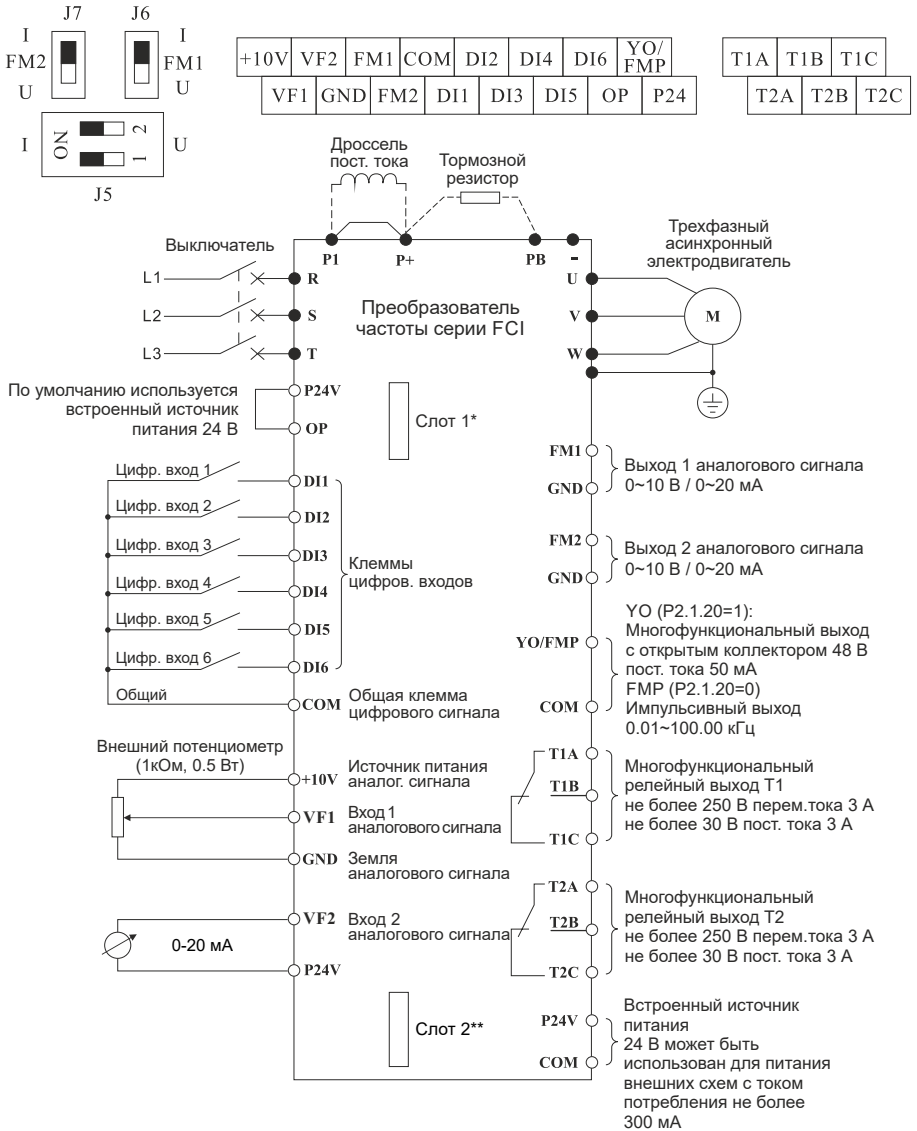 J7
J6
I
FM2
U
I
FM1
U
I
ON
2
1
U
J5
+10V VF2 FM1 COM DI2 DI4 DI6 YO/FMP
VF1 GND FM2 DI1 DI3 DI5 OP P24
T1A T1B T1C
T2A T2B T2C
Дроссель
пост. тока
Тормозной
резистор
Трехфазный
асинхронный
электродвигатель
Выключатель
P1
P+
PB
-
L1
R
L2
S
L3
T
U
V
W
M
Преобразователь
частоты серии FCI
По умолчанию используется
встроенный источник
питания 24 В
P24V
OP
Слот 1*
Цифр. вход 1
DI1
Цифр. вход 2
DI2
Цифр. вход 3
DI3
Цифр. вход 4
DI4
Цифр. вход 5
DI5
Цифр. вход 6
DI6
Клеммы
цифров. входов
Общий
COM
Общая клемма
цифрового сигнала
Внешний потенциометр
(1кОм, 0.5 Вт)
+10V
Источник питания
аналог. сигнала
VF1
Вход 1
аналогового сигнала
GND
Земля
аналогового сигнала
VF2
Вход 2
аналогового сигнала
0-20 мА
P24V
Слот 2**
FM1
GND
Выход 1 аналогового сигнала
0~10 В / 0~20 мА
FM2
GND
Выход 2 аналогового сигнала
0~10 В / 0~20 мА
YO/FMP
COM
YO (P2.1.20=1):
Многофункциональный выход
с открытым коллектором 48 В
пост. тока 50 мА
FMP (P2.1.20=0)
Импульсивный выход
0.01~100.00 кГц
T1A
T1B
T1C
Многофункциональный
релейный выход T1
не более 250 В перем.тока 3 А
не более 30 В пост. тока 3 А
T2A
T2B
T2C
Многофункциональный
релейный выход T2
не более 250 В перем.тока 3 А
не более 30 В пост. тока 3 А
P24V
COM
Встроенный источник
питания
24 В может быть
использован для питания
внешних схем с током
потребления не более
300 мА